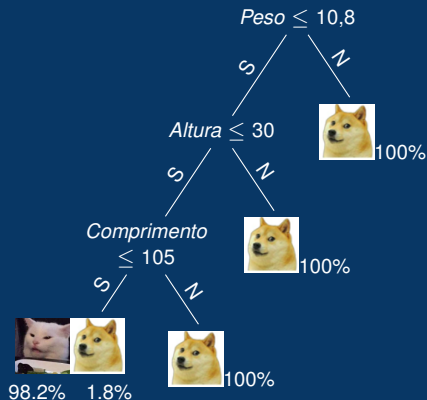 Peso ≤ 10,8
S
N
100%
Altura ≤ 30
S
N
100%
Comprimento
≤ 105
S
N
100%
98.2%
1.8%